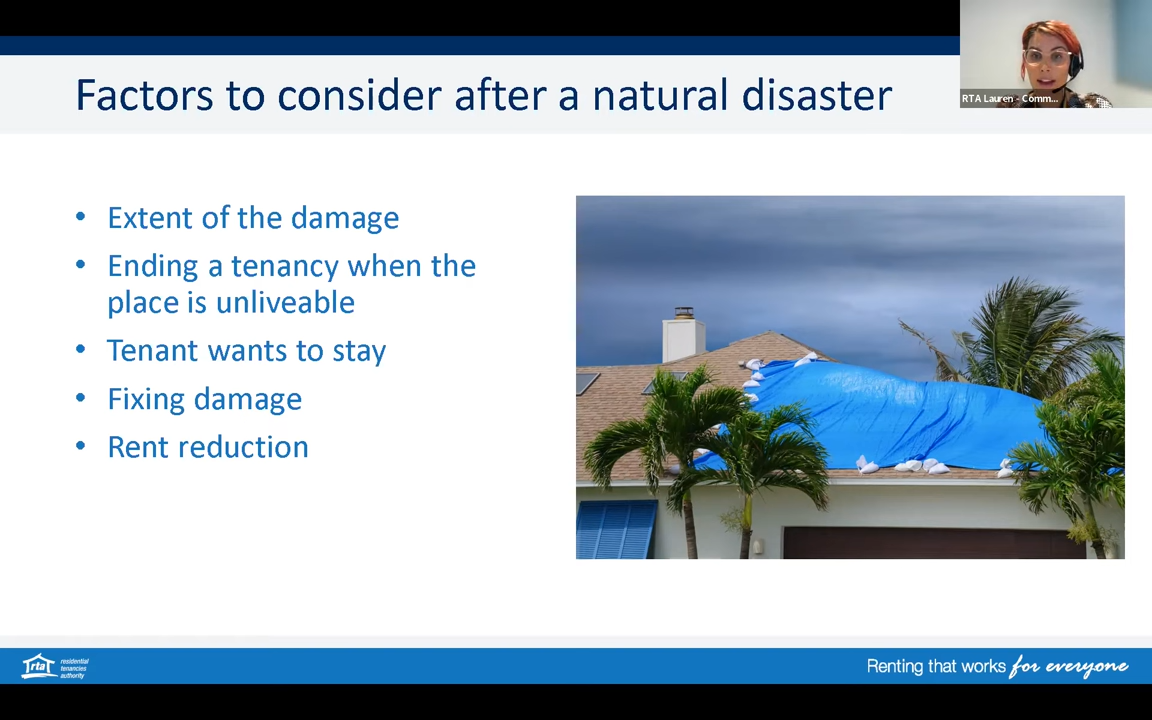 Factors to consider after a natural disaster
RTA Lauren - Comm...
• Extent of the damage
• Ending a tenancy when the
place is unliveable
• Tenant wants to stay
• Fixing damage
• Rent reduction
rta
residential
tenancies
authority
Renting that works for everyone